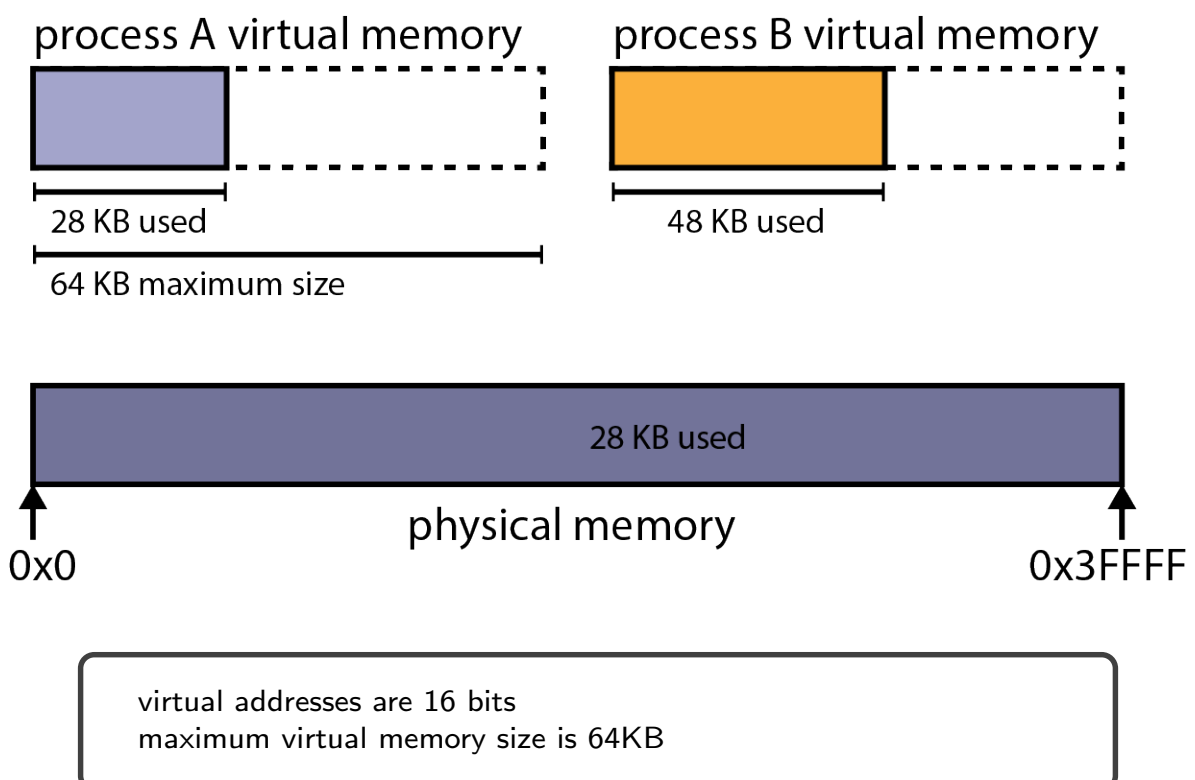 process A virtual memory
process B virtual memory
28 KB used
48 KB used
64 KB maximum size
28 KB used
physical memory
0x0
0x3FFFF
virtual addresses are 16 bits
maximum virtual memory size is 64KB